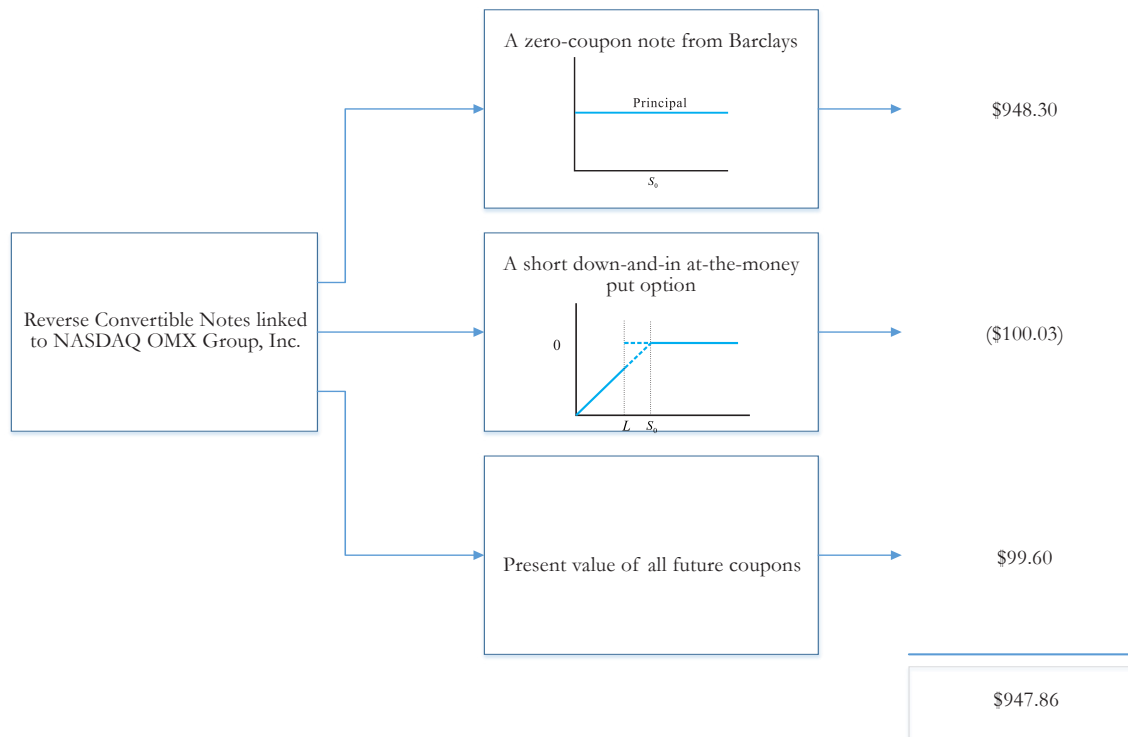 A zero-coupon note from Barclays
Principal
S₀
$948.30
Reverse Convertible Notes linked
to NASDAQ OMX Group, Inc.
A short down-and-in at-the-money
put option
0
L S₀
($100.03)
Present value of all future coupons
$99.60
$947.86